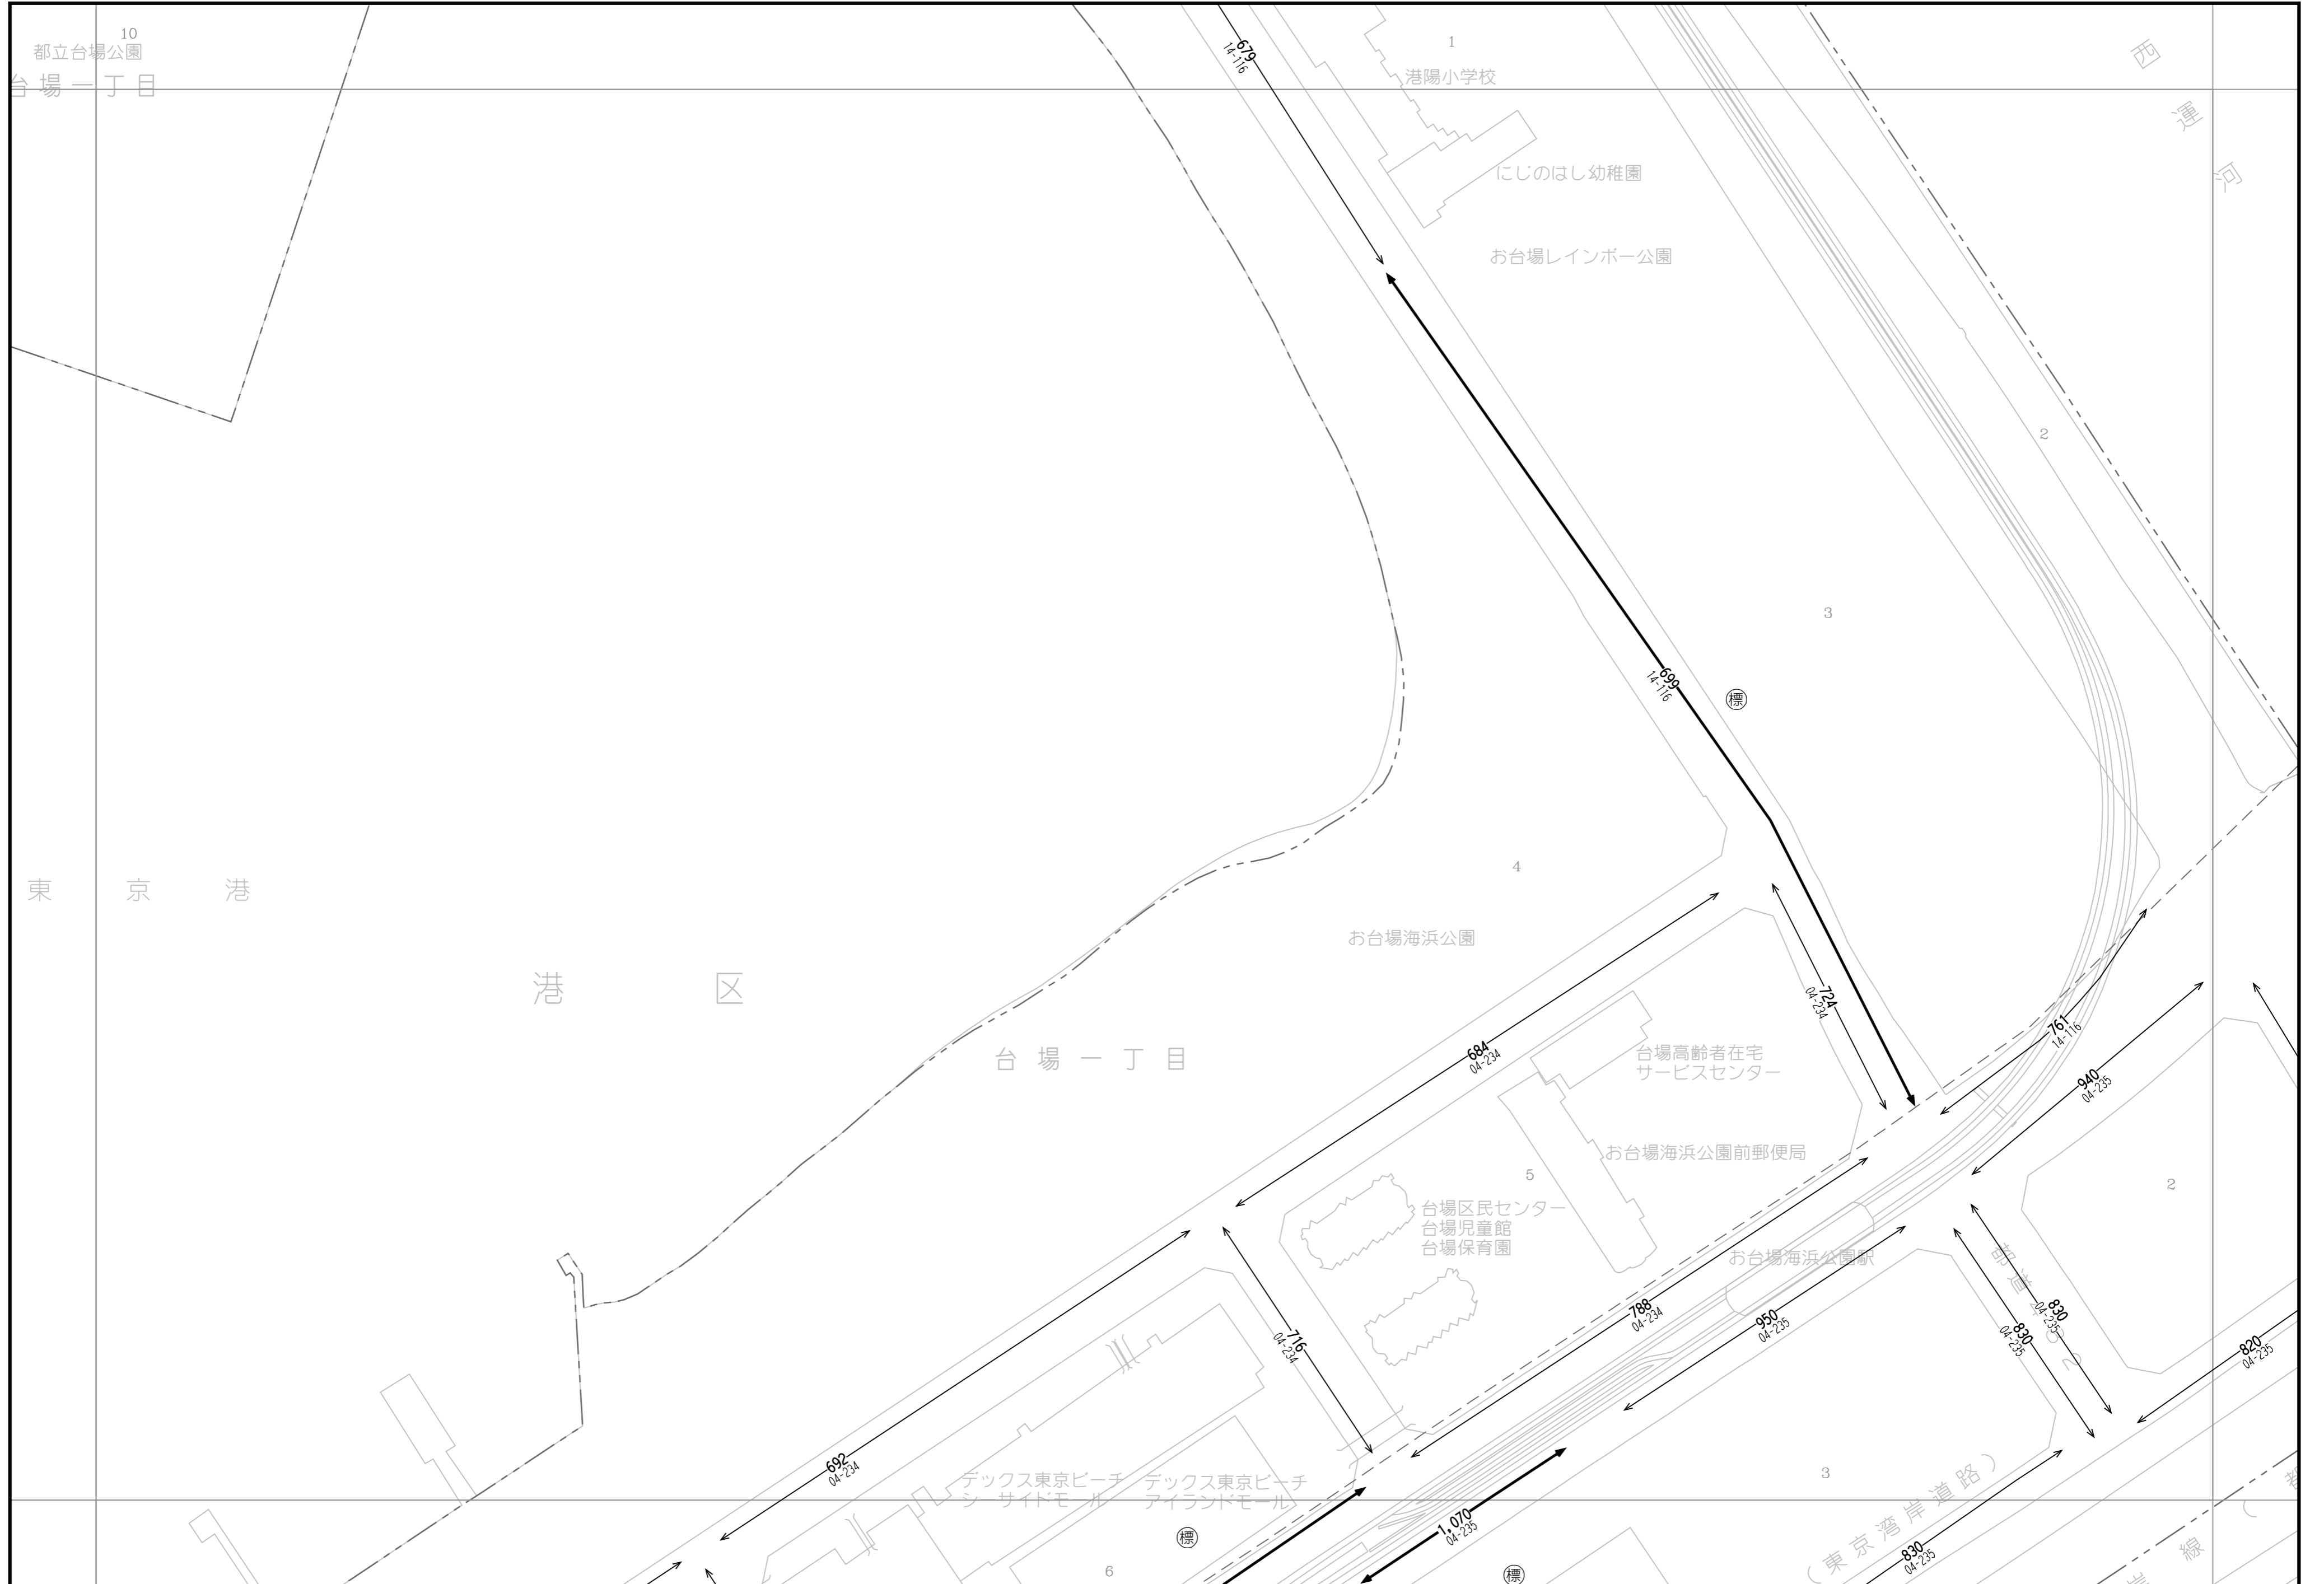 10
都立台場公園
台場一丁目
679
14-116
1
港陽小学校
にじのはし幼稚園
お台場レインボー公園
西運河
2
3
699
14-116
標
4
東京港
港区
台場一丁目
お台場海浜公園
724
04-234
684
04-234
台場高齢者在宅
サービスセンター
761
14-116
940
04-235
お台場海浜公園前郵便局
5
2
台場区民センター
台場児童館
台場保育園
お台場海浜公園駅
788
04-234
950
04-235
716
04-234
830
04-235
830
04-235
820
04-235
692
04-234
デックス東京ビーチ
シーサイドモール
デックス東京ビーチ
アイランドモール
3
標
1,070
04-235
6
標
(東京湾岸道路)
830
04-235
線